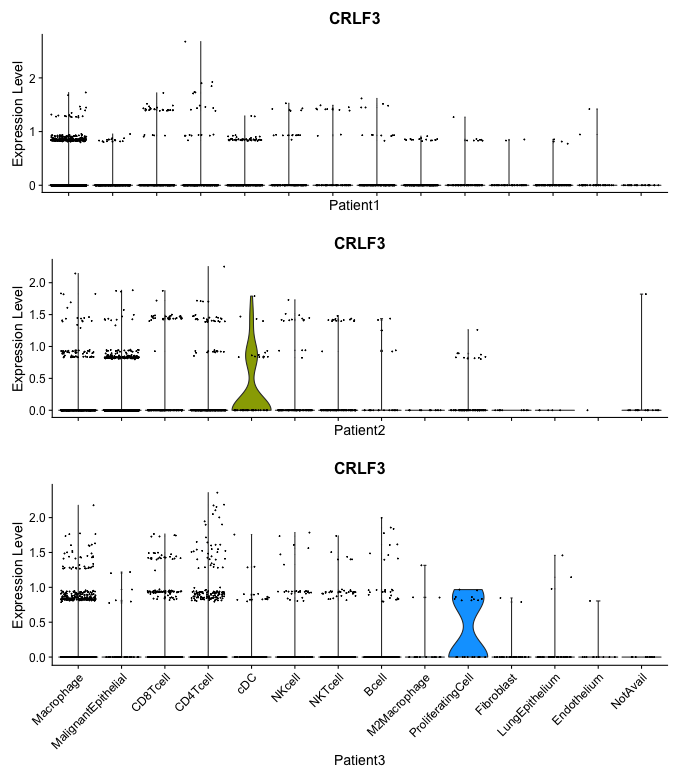 CRLF3
Expression Level
2
1
0
Patient1
CRLF3
Expression Level
2.0
1.5
1.0
0.5
0.0
Patient2
CRLF3
Expression Level
2.0
1.5
1.0
0.5
0.0
Macrophage
MalignantEpithelial
CD8Tcell
CD4Tcell
cDC
NKcell
NKTcell
Bcell
M2Macrophage
ProliferatingCell
Fibroblast
LungEpithelium
Endothelium
NotAvail
Patient3